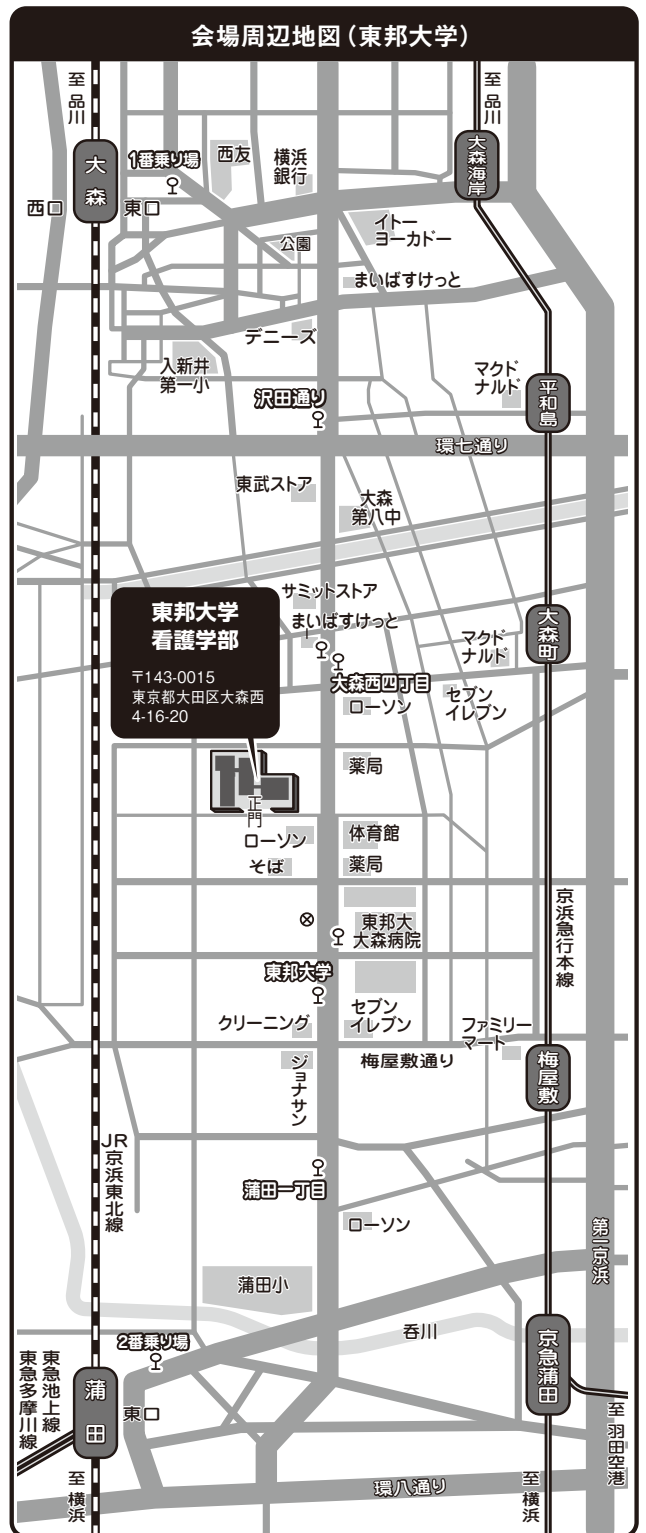 会場周辺地図（東邦大学）
至 品川
至 品川
大森
1番乗り場
西友
横浜
銀行
大森海岸
西口
東口
公園
イトー
ヨーカドー
まいばすけっと
デニーズ
入新井
第一小
マクド
ナルド
平和島
沢田通り
環七通り
東武ストア
大森
第八中
サミットストア
まいばすけっと
東邦大学
看護学部
〒143-0015
東京都大田区大森西
4-16-20
大森町
マクド
ナルド
大森西四丁目
ローソン
セブン
イレブン
薬局
正門
ローソン
体育館
そば
薬局
京浜急行本線
東邦大
大森病院
東邦大学
クリーニング
セブン
イレブン
ファミリー
マート
ジョナサン
梅屋敷通り
梅屋敷
JR京浜東北線
蒲田一丁目
ローソン
第一京浜
蒲田小
呑川
2番乗り場
京急蒲田
東急池上線
東急多摩川線
蒲田
東口
至 羽田空港
至 横浜
環八通り
至 横浜